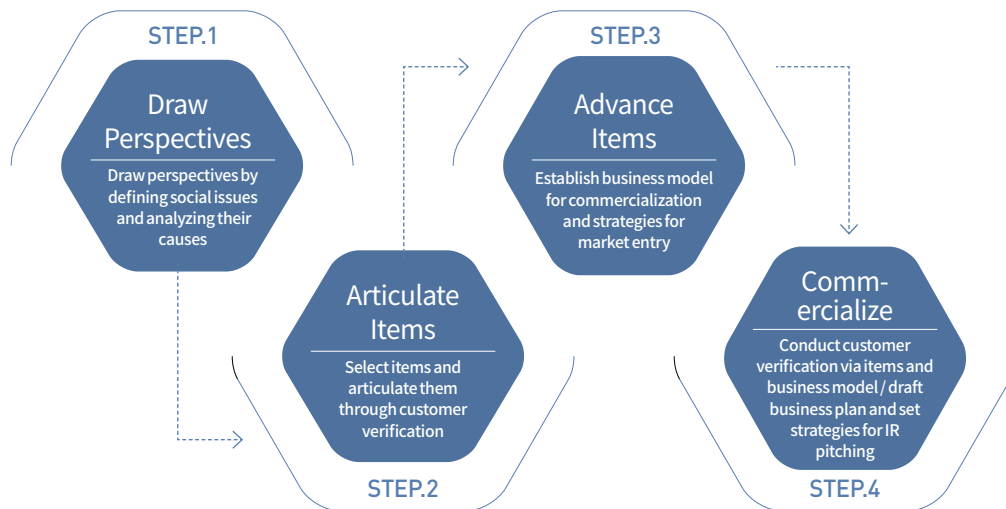 STEP.1
Draw
Perspectives
Draw perspectives by
defining social issues
and analyzing their
causes
Articulate
Items
Select items and
articulate them
through customer
verification
STEP.2
STEP.3
Advance
Items
Establish business model
for commercialization
and strategies for
market entry
Comm-
ercialize
Conduct customer
verification via items and
business model / draft
business plan and set
strategies for IR
pitching
STEP.4